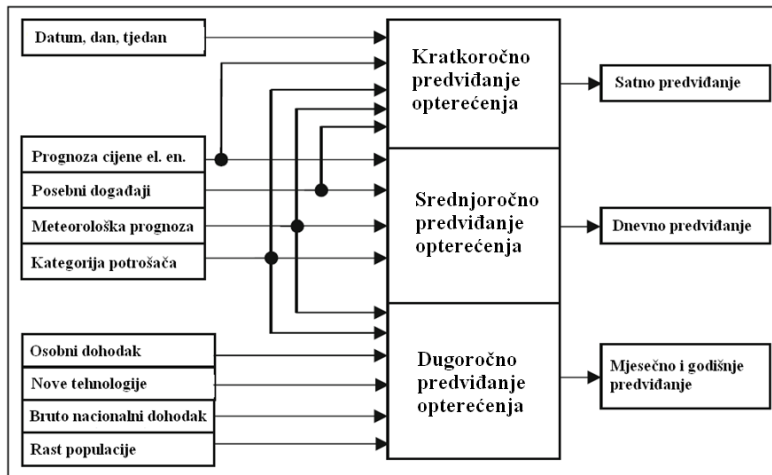 Datum, dan, tjedan
Prognoza cijene el. en.
Posebni događaji
Meteorološka prognoza
Kategorija potrošača
Osobni dohodak
Nove tehnologije
Bruto nacionalni dohodak
Rast populacije
Kratkoročno
predviđanje
opterećenja
Srednjoročno
predviđanje
opterećenja
Dugoročno
predviđanje
opterećenja
Satno predviđanje
Dnevno predviđanje
Mjesečno i godišnje
predviđanje